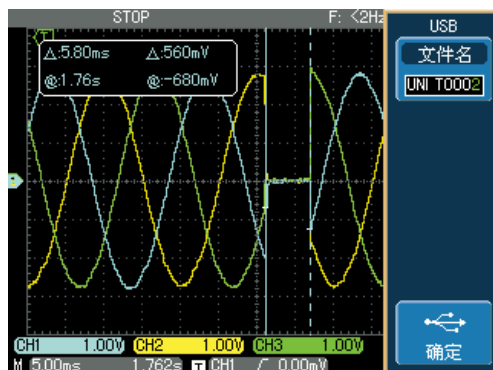 STOP
F: <2Hz
△:5.80ms △:560mV
@:1.76s @:-680mV
CH1 1.00V CH2 1.00V CH3 1.00V
M 5.00ms 1.762s T CH1 / 0.00mV
USB
文件名
UNI T0002
确定